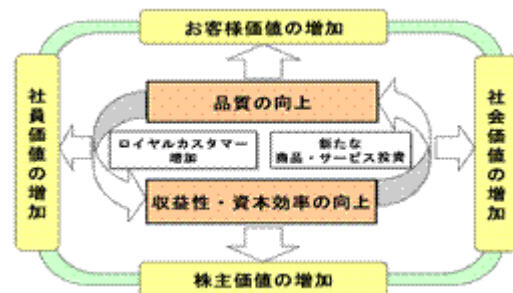 お客様価値の増加
社員価値の増加
品質の向上
ロイヤルカスタマー
増加
新たな
商品・サービス投資
収益性・資本効率の向上
社会価値の増加
株主価値の増加